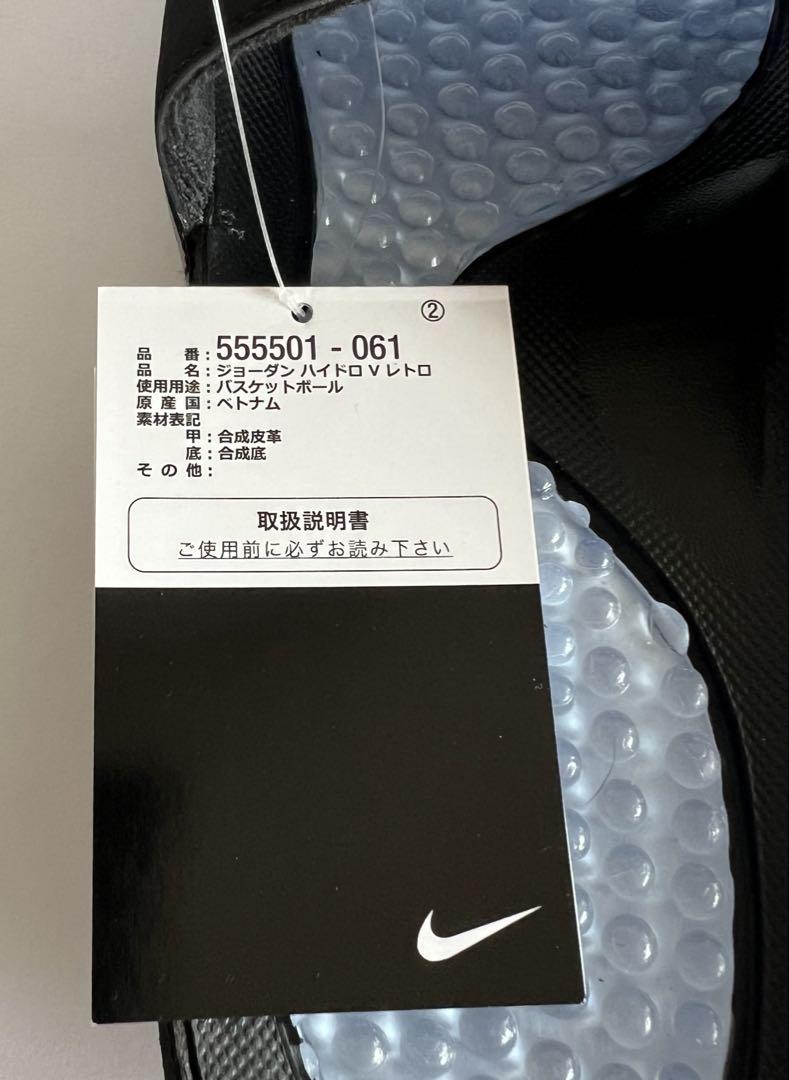 ②
品 番 : 555501 - 061
品 名 : ジョーダン ハイドロ V レトロ
使用用途 : バスケットボール
原 産 国 : ベトナム
素材表記
甲 : 合成皮革
底 : 合成底
そ の 他 :
取扱説明書
ご使用前に必ずお読み下さい